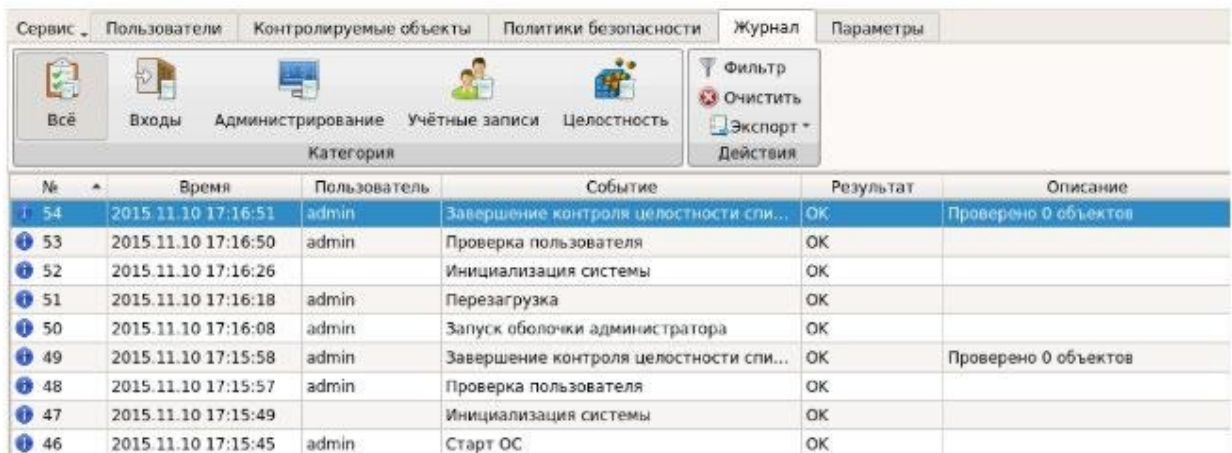 Сервис Пользователи Контролируемые объекты Политики безопасности Журнал Параметры
Всё Входы Администрирование Учётные записи Целостность
Категория
Фильтр
Очистить
Экспорт
Действия
№ Время Пользователь Событие Результат Описание
54 2015.11.10 17:16:51 admin Завершение контроля целостности спи... OK Проверено 0 объектов
53 2015.11.10 17:16:50 admin Проверка пользователя OK
52 2015.11.10 17:16:26 Инициализация системы OK
51 2015.11.10 17:16:18 admin Перезагрузка OK
50 2015.11.10 17:16:08 admin Запуск оболочки администратора OK
49 2015.11.10 17:15:58 admin Завершение контроля целостности спи... OK Проверено 0 объектов
48 2015.11.10 17:15:57 admin Проверка пользователя OK
47 2015.11.10 17:15:49 Инициализация системы OK
46 2015.11.10 17:15:45 admin Старт ОС OK